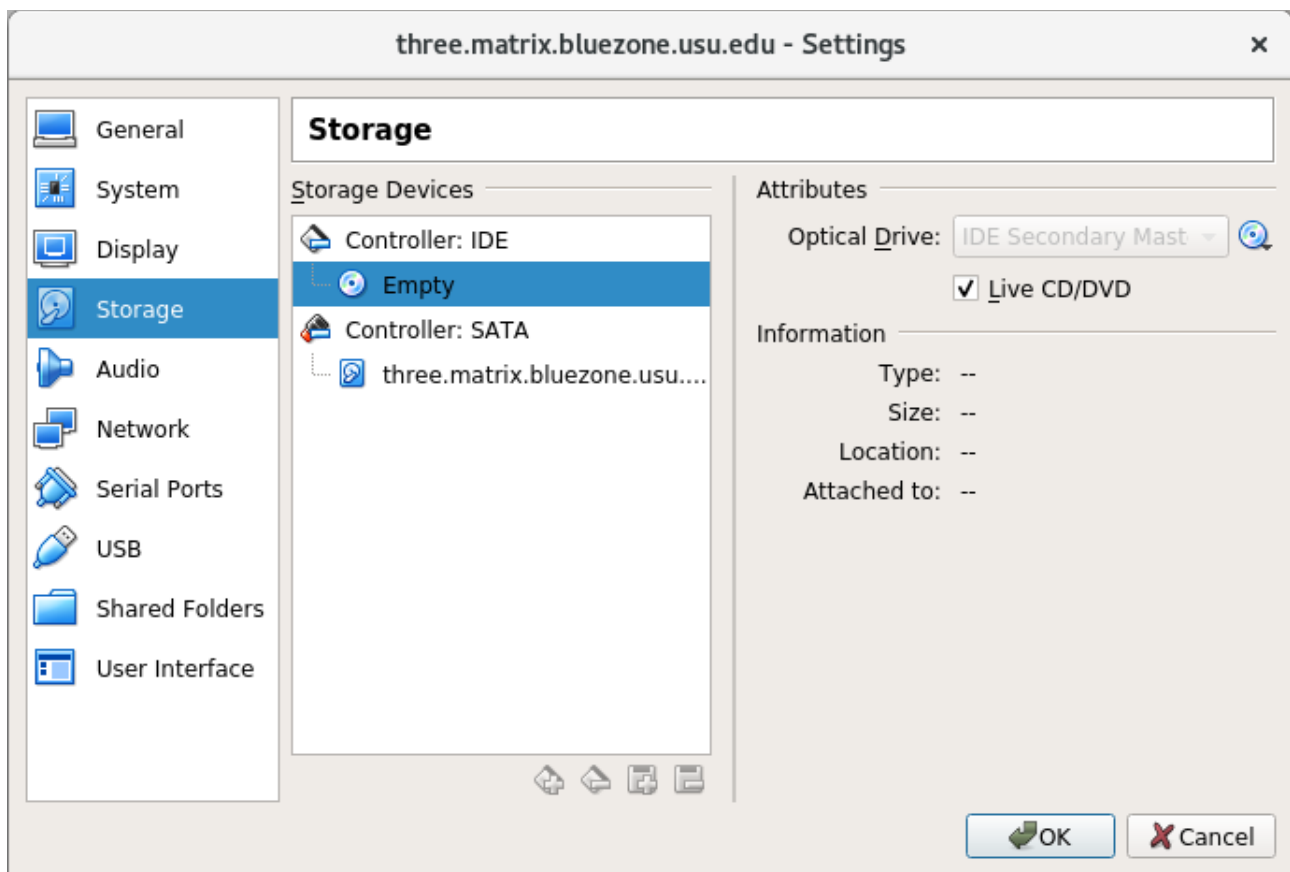 three.matrix.bluezone.usu.edu - Settings
General
System
Display
Storage
Audio
Network
Serial Ports
USB
Shared Folders
User Interface
Storage
Storage Devices
Controller: IDE
Empty
Controller: SATA
three.matrix.bluezone.usu....
Attributes
Optical Drive: IDE Secondary Mast
Live CD/DVD
Information
Type: --
Size: --
Location: --
Attached to: --
OK
Cancel